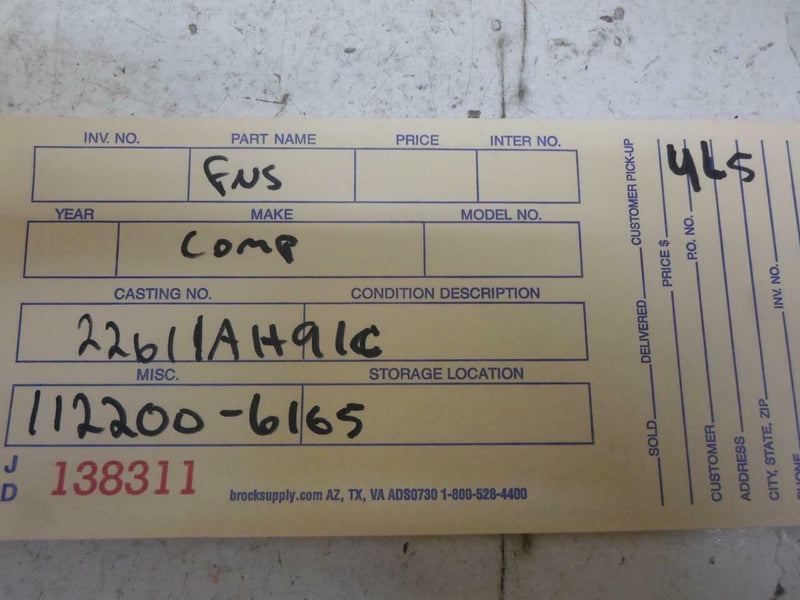 INV. NO. PART NAME PRICE INTER NO.
FNS
YEAR MAKE MODEL NO.
Comp
CASTING NO. CONDITION DESCRIPTION
22611AH91C
MISC. STORAGE LOCATION
112200-6165
J
D
138311
brocksupply.com AZ, TX, VA ADS0730 1-800-528-4400
SOLD DELIVERED CUSTOMER PICK-UP
PRICE $
CUSTOMER P.O. NO.
ADDRESS
CITY, STATE, ZIP
INV. NO.
PHONE